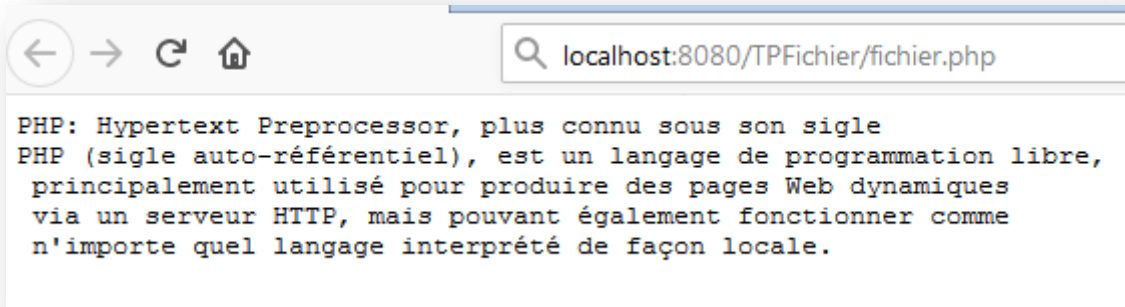 localhost:8080/TPFichier/fichier.php
PHP: Hypertext Preprocessor, plus connu sous son sigle
PHP (sigle auto-référentiel), est un langage de programmation libre,
principalement utilisé pour produire des pages Web dynamiques
via un serveur HTTP, mais pouvant également fonctionner comme
n'importe quel langage interprété de façon locale.